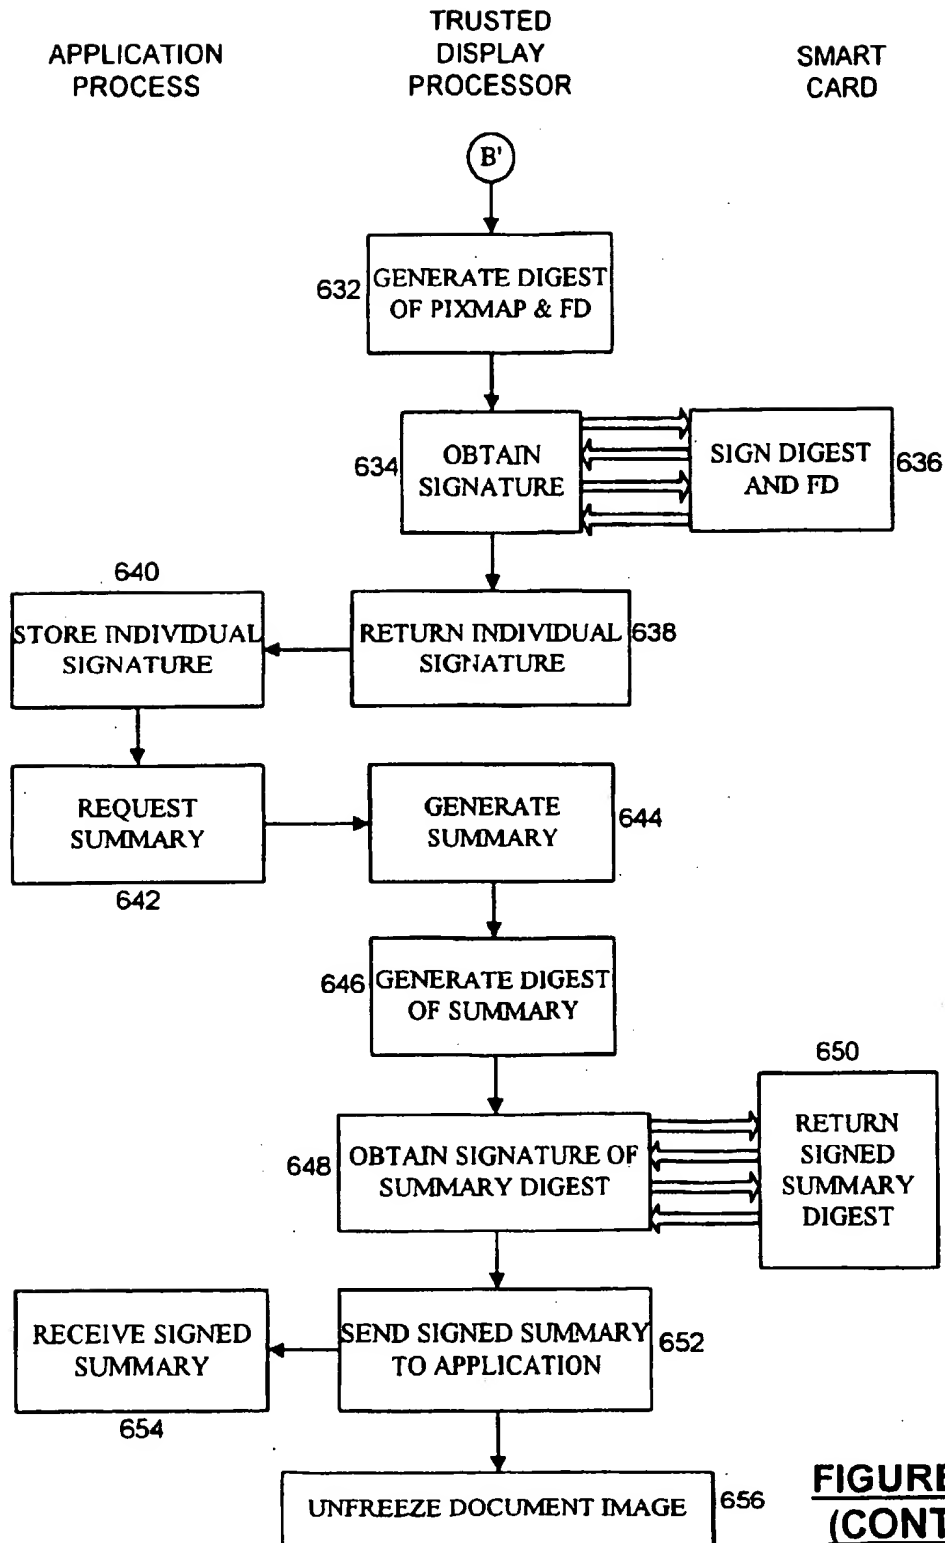 APPLICATION
PROCESS
TRUSTED
DISPLAY
PROCESSOR
SMART
CARD
B'
632
GENERATE DIGEST
OF PIXMAP & FD
634
OBTAIN
SIGNATURE
SIGN DIGEST
AND FD
636
640
STORE INDIVIDUAL
SIGNATURE
RETURN INDIVIDUAL
SIGNATURE
638
REQUEST
SUMMARY
642
GENERATE
SUMMARY
644
646
GENERATE DIGEST
OF SUMMARY
648
OBTAIN SIGNATURE OF
SUMMARY DIGEST
650
RETURN
SIGNED
SUMMARY
DIGEST
RECEIVE SIGNED
SUMMARY
654
SEND SIGNED SUMMARY
TO APPLICATION
652
UNFREEZE DOCUMENT IMAGE
656
FIGURE
(CONT